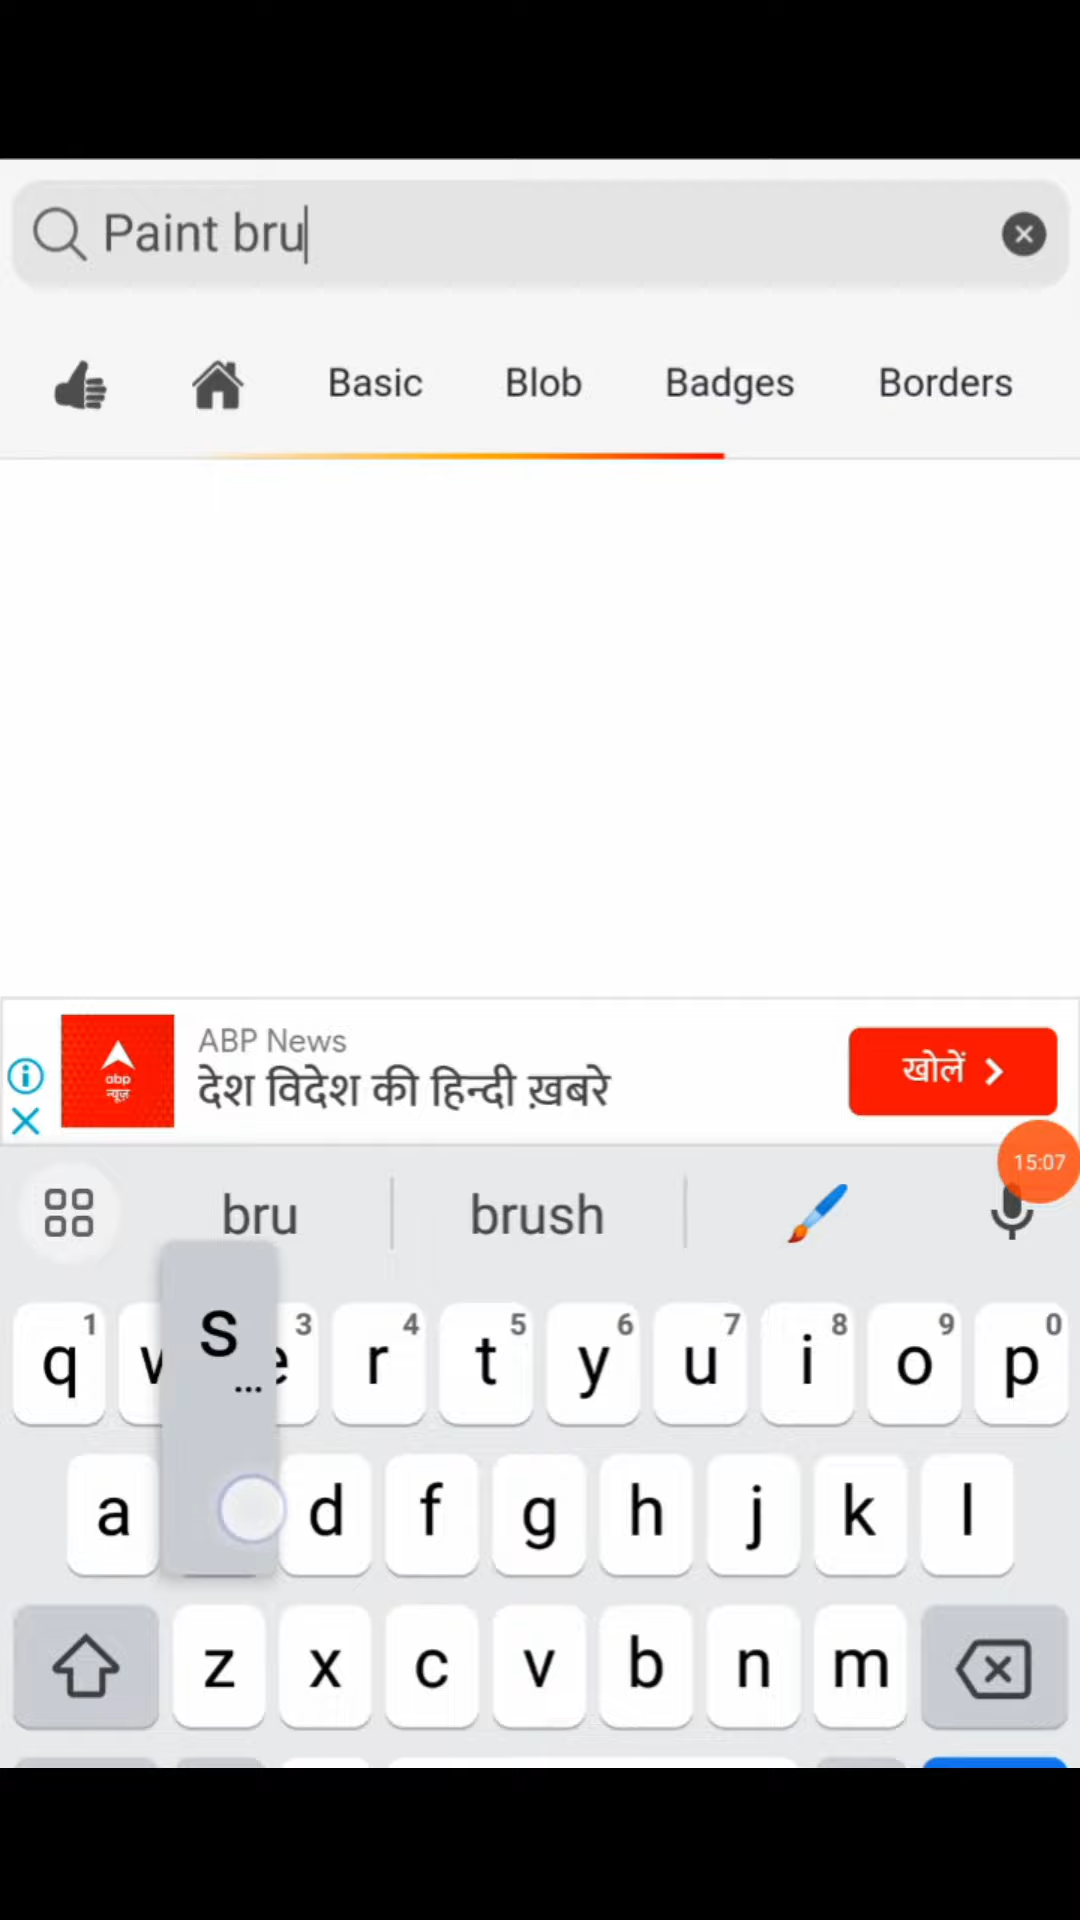 Paint bru
Basic Blob Badges Borders
ABP News
देश विदेश की हिन्दी ख़बरे
खोलें
abp
न्यूज़
15:07
bru brush
1 3 4 5 6 7 8 9 0
q w e r t y u i o p
s
...
a d f g h j k l
z x c v b n m